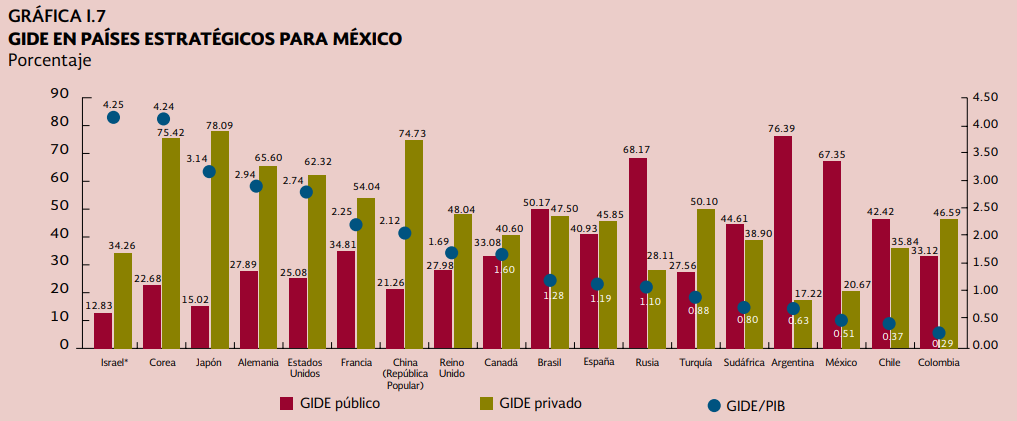 GRÁFICA I.7
GIDE EN PAÍSES ESTRATÉGICOS PARA MÉXICO
Porcentaje
90
80
70
60
50
40
30
20
10
0
4.50
4.00
3.50
3.00
2.50
2.00
1.50
1.00
0.50
0.00
4.25
12.83
34.26
4.24
22.68
75.42
3.14
15.02
78.09
2.94
27.89
65.60
2.74
25.08
62.32
2.25
34.81
54.04
2.12
21.26
74.73
1.69
27.98
48.04
33.08
1.60
40.60
50.17
1.28
47.50
40.93
1.19
45.85
68.17
1.10
28.11
27.56
0.88
50.10
44.61
0.80
38.90
76.39
0.63
17.22
67.35
0.51
20.67
42.42
0.37
35.84
33.12
0.29
46.59
Israel*
Corea
Japón
Alemania
Estados
Unidos
Francia
China
(República
Popular)
Reino
Unido
Canadá
Brasil
España
Rusia
Turquía
Sudáfrica
Argentina
México
Chile
Colombia
GIDE público
GIDE privado
GIDE/PIB